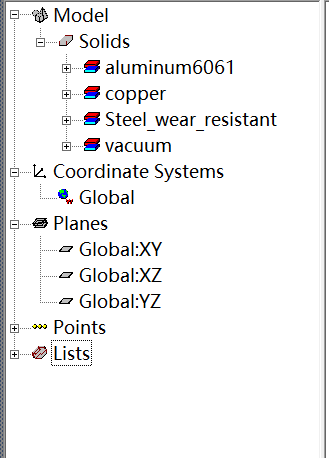 Model
Solids
aluminum6061
copper
Steel_wear_resistant
vacuum
Coordinate Systems
Global
Planes
Global:XY
Global:XZ
Global:YZ
Points
Lists